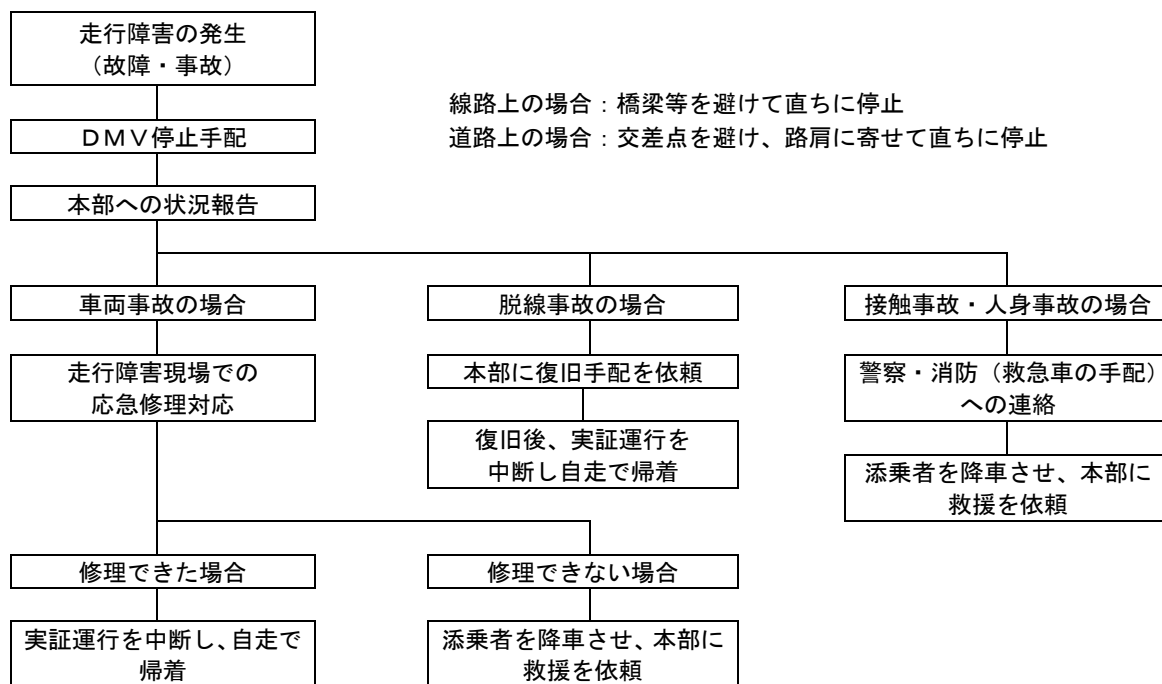 走行障害の発生
（故障・事故）
線路上の場合：橋梁等を避けて直ちに停止
道路上の場合：交差点を避け、路肩に寄せて直ちに停止
ＤＭＶ停止手配
本部への状況報告
車両事故の場合
脱線事故の場合
接触事故・人身事故の場合
走行障害現場での
応急修理対応
本部に復旧手配を依頼
警察・消防（救急車の手配）
への連絡
復旧後、実証運行を
中断し自走で帰着
添乗者を降車させ、本部に
救援を依頼
修理できた場合
修理できない場合
実証運行を中断し、自走で
帰着
添乗者を降車させ、本部に
救援を依頼